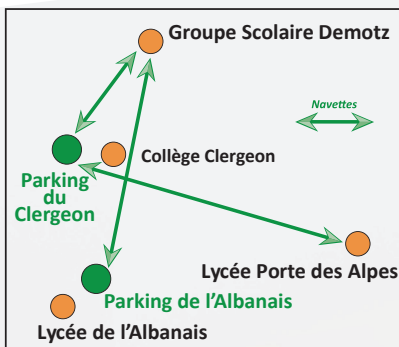 Groupe Scolaire Demotz
Navettes
Collège Clergeon
Parking
du
Clergeon
Lycée Porte des Alpes
Parking de l'Albanais
Lycée de l'Albanais